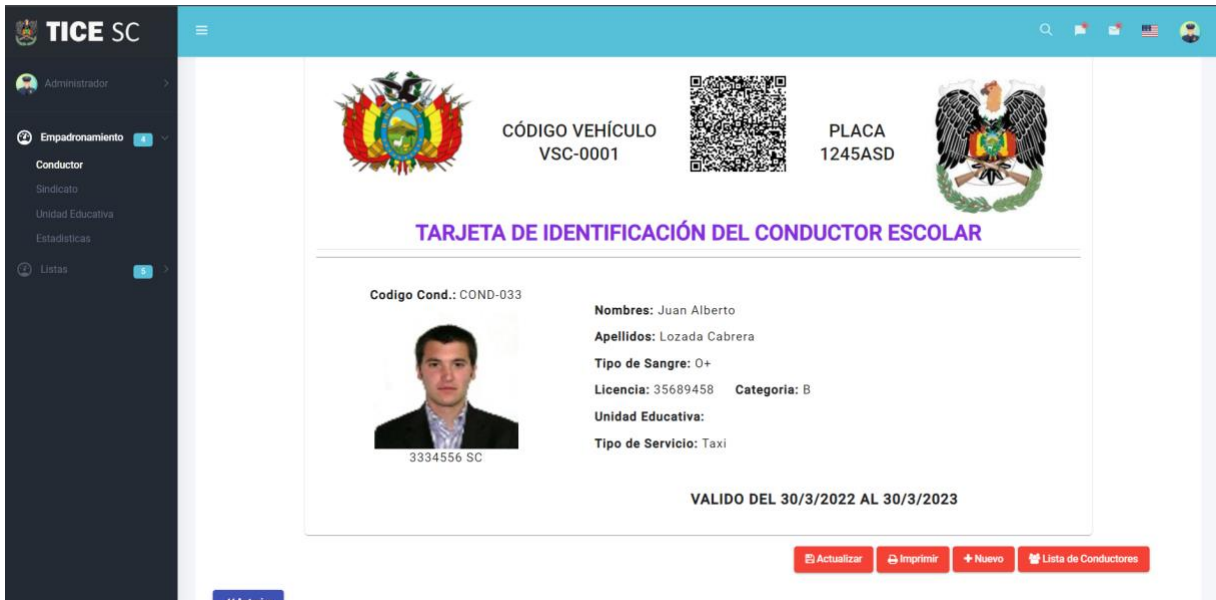 TICE SC
Administrador
Empadronamiento 4
Conductor
Sindicato
Unidad Educativa
Estadisticas
Listas 5
CÓDIGO VEHÍCULO
VSC-0001
PLACA
1245ASD
TARJETA DE IDENTIFICACIÓN DEL CONDUCTOR ESCOLAR
Codigo Cond.: COND-033
3334556 SC
Nombres: Juan Alberto
Apellidos: Lozada Cabrera
Tipo de Sangre: O+
Licencia: 35689458 Categoria: B
Unidad Educativa:
Tipo de Servicio: Taxi
VALIDO DEL 30/3/2022 AL 30/3/2023
Actualizar Imprimir + Nuevo Lista de Conductores